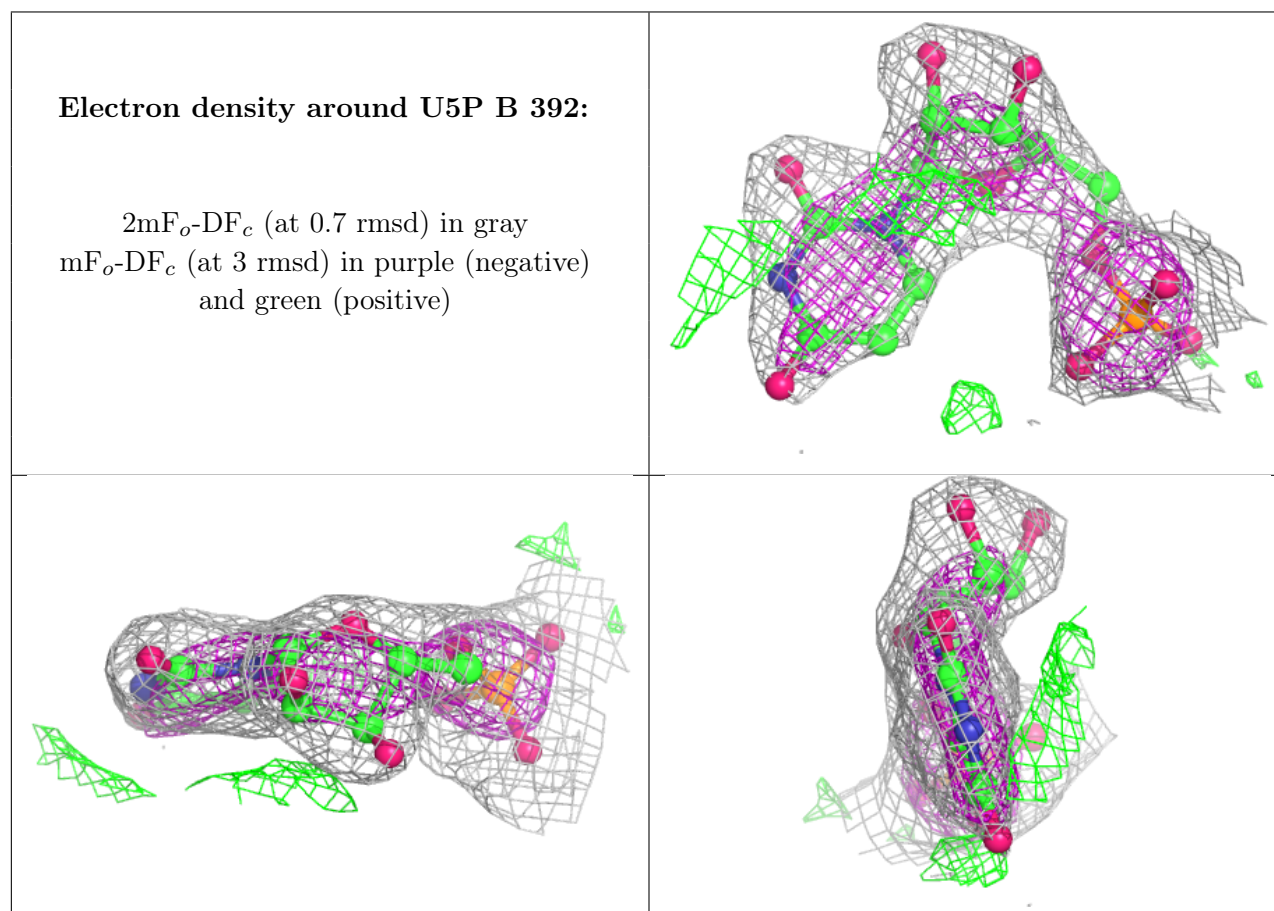 Electron density around U5P B 392:
2mFo-DFc (at 0.7 rmsd) in gray
mFo-DFc (at 3 rmsd) in purple (negative)
and green (positive)